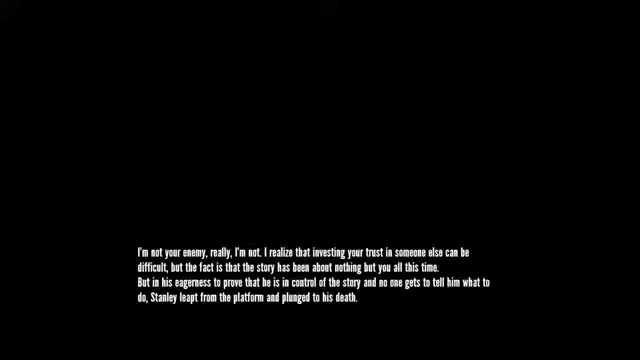 I'm not your enemy, really, I'm not. I realize that investing your trust in someone else can be
difficult, but the fact is that the story has been about nothing but you all this time.
But in his eagerness to prove that he is in control of the story and no one gets to tell him what to
do, Stanley leapt from the platform and plunged to his death.